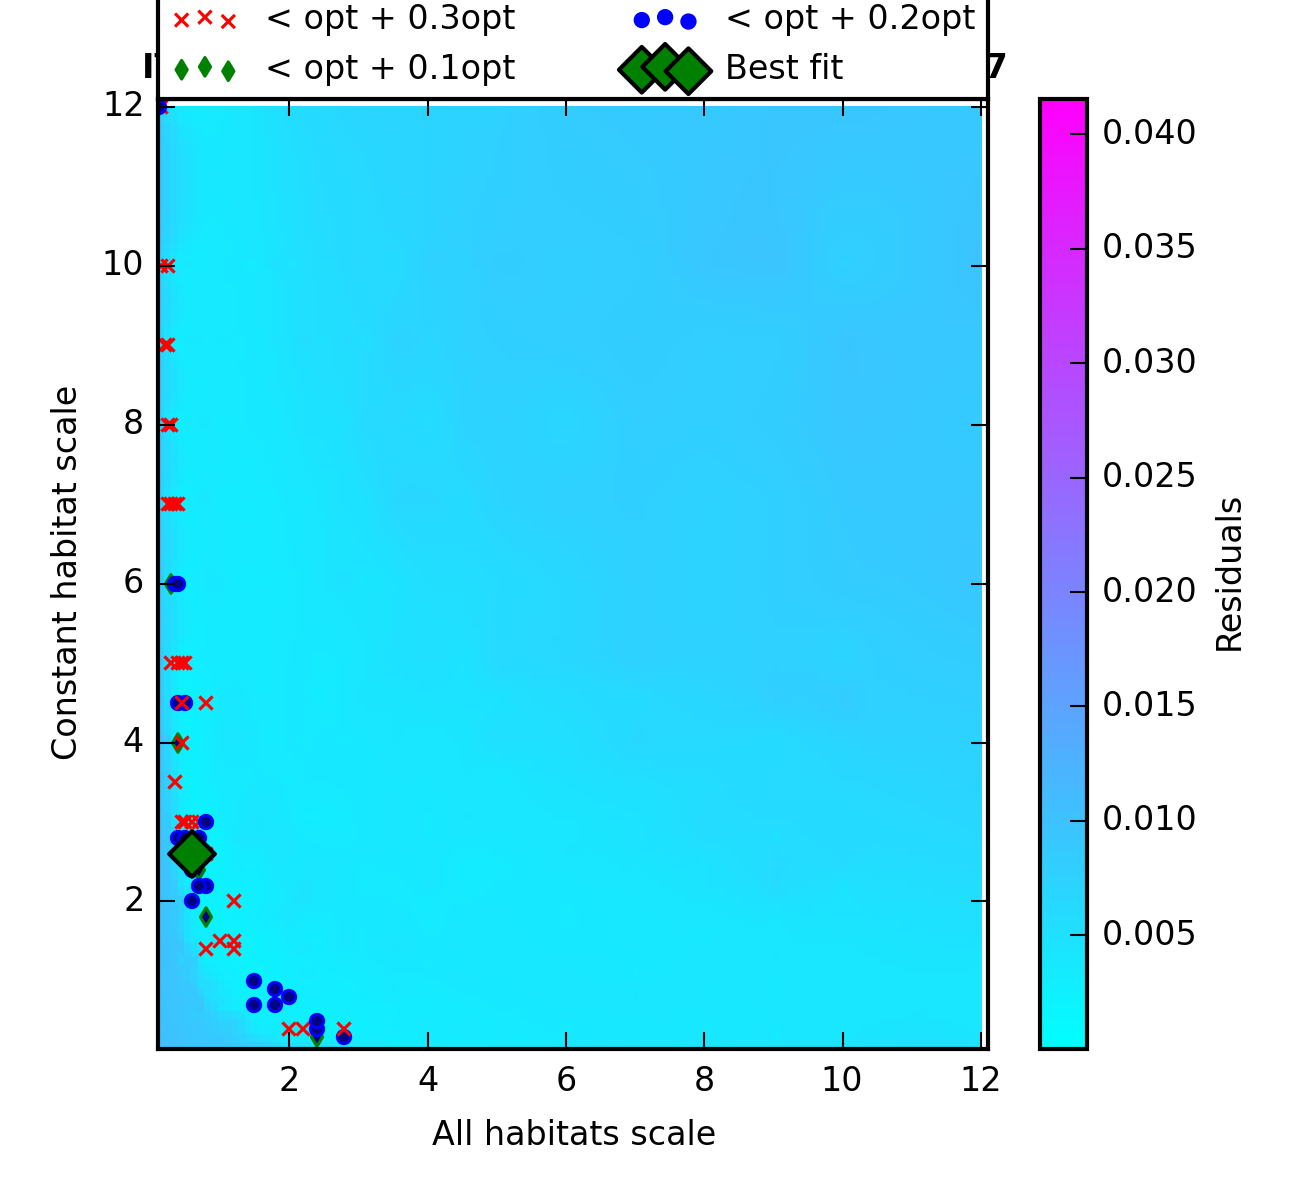 < opt + 0.3opt < opt + 0.2opt
< opt + 0.1opt Best fit
7
12
10
8
6
4
2
Constant habitat scale
2 4 6 8 10 12
All habitats scale
0.040
0.035
0.030
0.025
0.020
0.015
0.010
0.005
Residuals